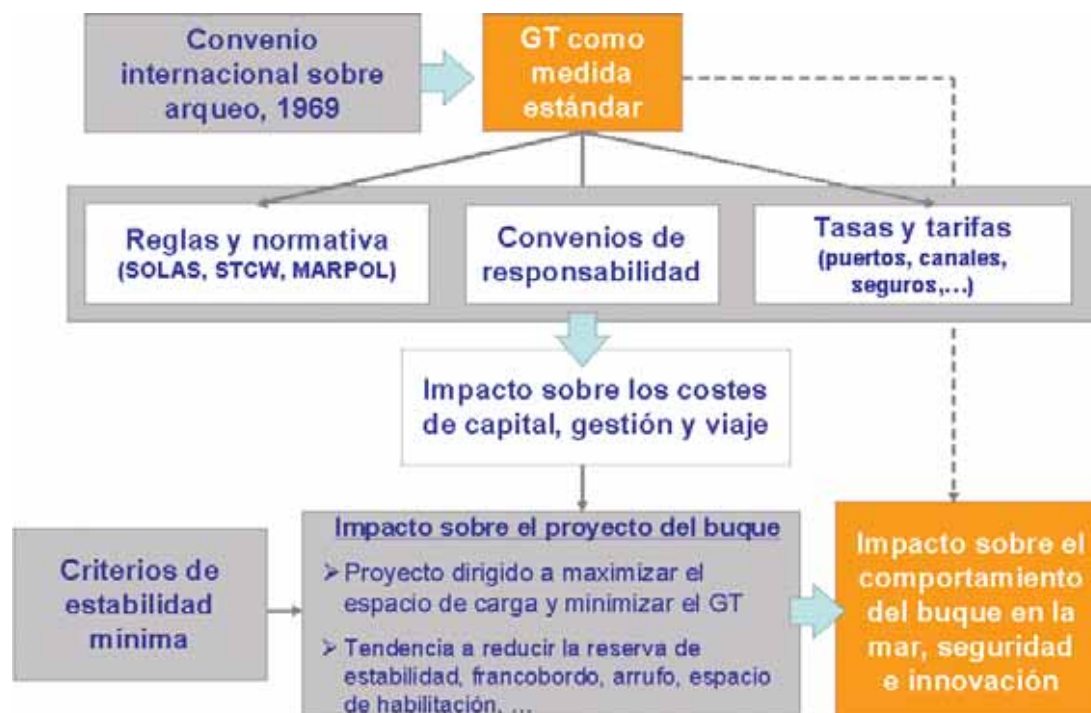 Convenio
internacional sobre
arqueo, 1969
GT como
medida
estándar
Reglas y normativa
(SOLAS, STCW, MARPOL)
Convenios de
responsabilidad
Tasas y tarifas
(puertos, canales,
seguros,...)
Impacto sobre los costes
de capital, gestión y viaje
Criterios de
estabilidad
mínima
Impacto sobre el proyecto del buque
➢ Proyecto dirigido a maximizar el
espacio de carga y minimizar el GT
➢ Tendencia a reducir la reserva de
estabilidad, francobordo, arrufo, espacio
de habilitación, ...
Impacto sobre el
comportamiento
del buque en la
mar, seguridad
e innovación